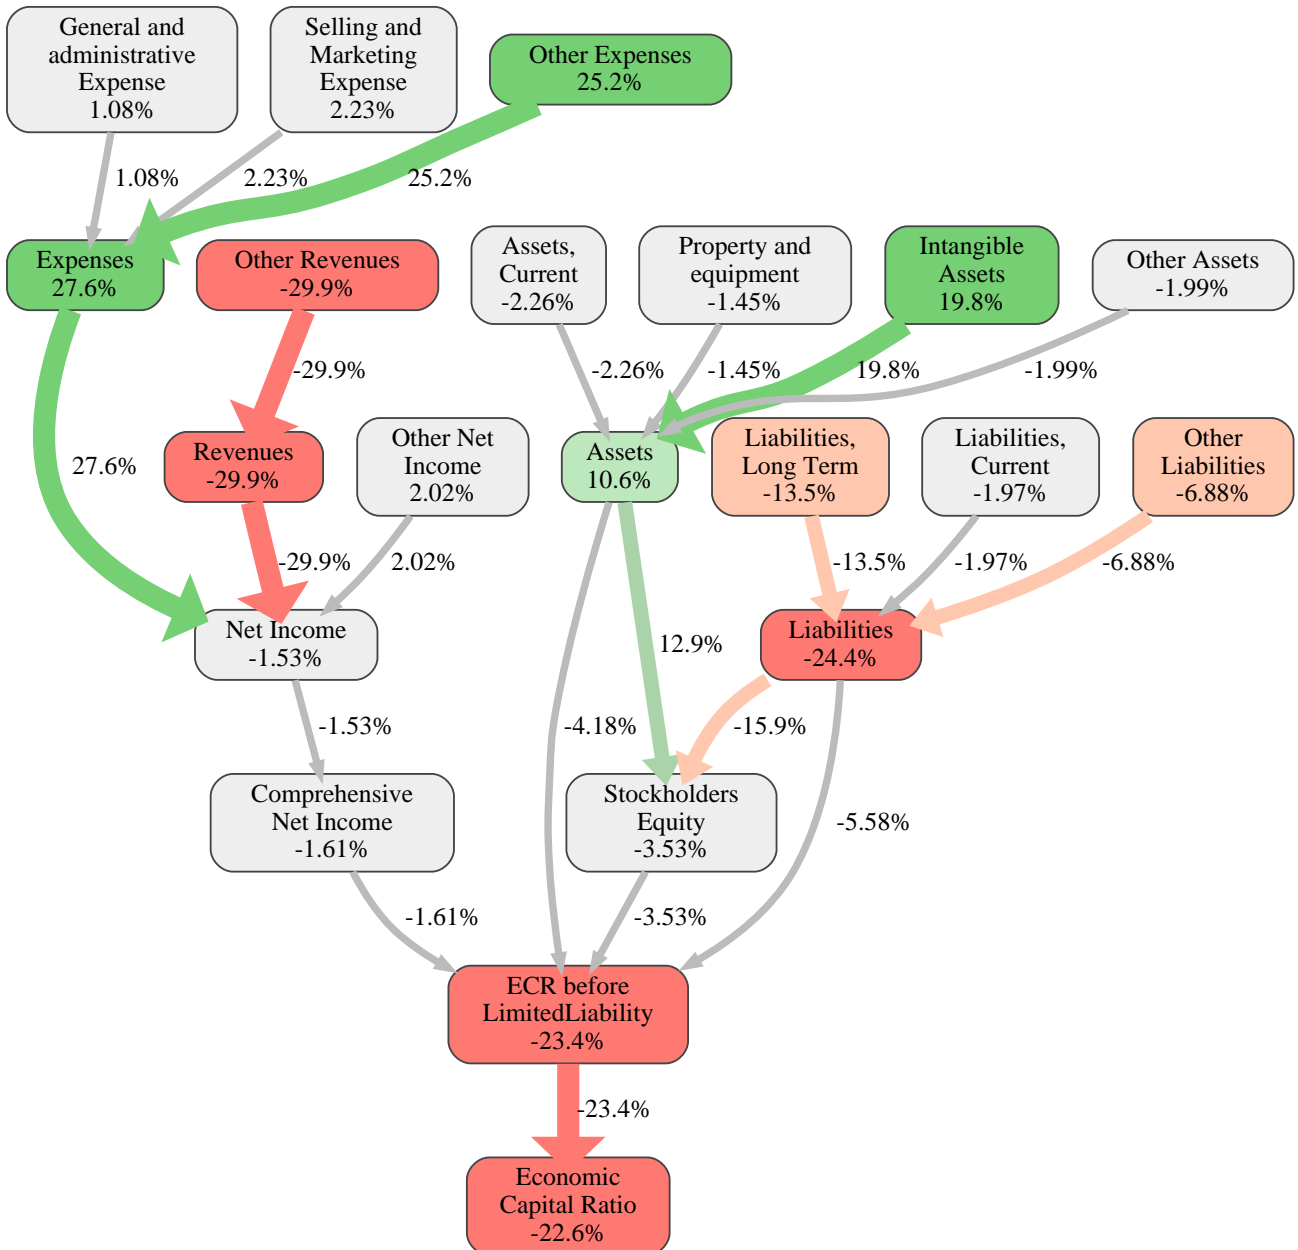 General and
administrative
Expense
1.08%
Selling and
Marketing
Expense
2.23%
Other Expenses
25.2%
1.08%
2.23%
25.2%
Expenses
27.6%
Other Revenues
-29.9%
Assets,
Current
-2.26%
Property and
equipment
-1.45%
Intangible
Assets
19.8%
Other Assets
-1.99%
-29.9%
-2.26%
-1.45%
19.8%
-1.99%
27.6%
Revenues
-29.9%
Other Net
Income
2.02%
Assets
10.6%
Liabilities,
Long Term
-13.5%
Liabilities,
Current
-1.97%
Other
Liabilities
-6.88%
-29.9%
2.02%
-13.5%
-1.97%
-6.88%
Net Income
-1.53%
12.9%
Liabilities
-24.4%
-1.53%
-4.18%
-15.9%
Comprehensive
Net Income
-1.61%
Stockholders
Equity
-3.53%
-5.58%
-1.61%
-3.53%
ECR before
LimitedLiability
-23.4%
-23.4%
Economic
Capital Ratio
-22.6%